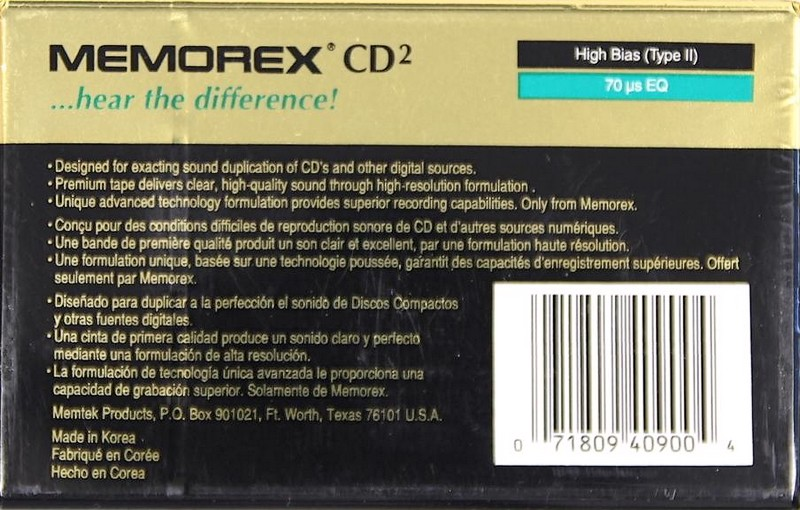 MEMOREX® CD²
...hear the difference!
High Bias (Type II)
70 µs EQ
• Designed for exacting sound duplication of CD's and other digital sources.
• Premium tape delivers clear, high-quality sound through high-resolution formulation .
• Unique advanced technology formulation provides superior recording capabilities. Only from Memorex.
• Conçu pour des conditions difficiles de reproduction sonore de CD et d'autres sources numériques.
• Une bande de première qualité produit un son clair et excellent, par une formulation haute résolution.
• Une formulation unique, basée sur une technologie poussée, garantit des capacités d'enregistrement supérieures. Offert
seulement par Memorex.
• Diseñado para duplicar a la perfección el sonido de Discos Compactos
y otras fuentes digitales.
• Una cinta de primera calidad produce un sonido claro y perfecto
mediante una formulación de alta resolución.
• La formulación de tecnología única avanzada le proporciona una
capacidad de grabación superior. Solamente de Memorex.
Memtek Products, P.O. Box 901021, Ft. Worth, Texas 76101 U.S.A.
Made in Korea
Fabriqué en Corée
Hecho en Corea
0 71809 40900 4